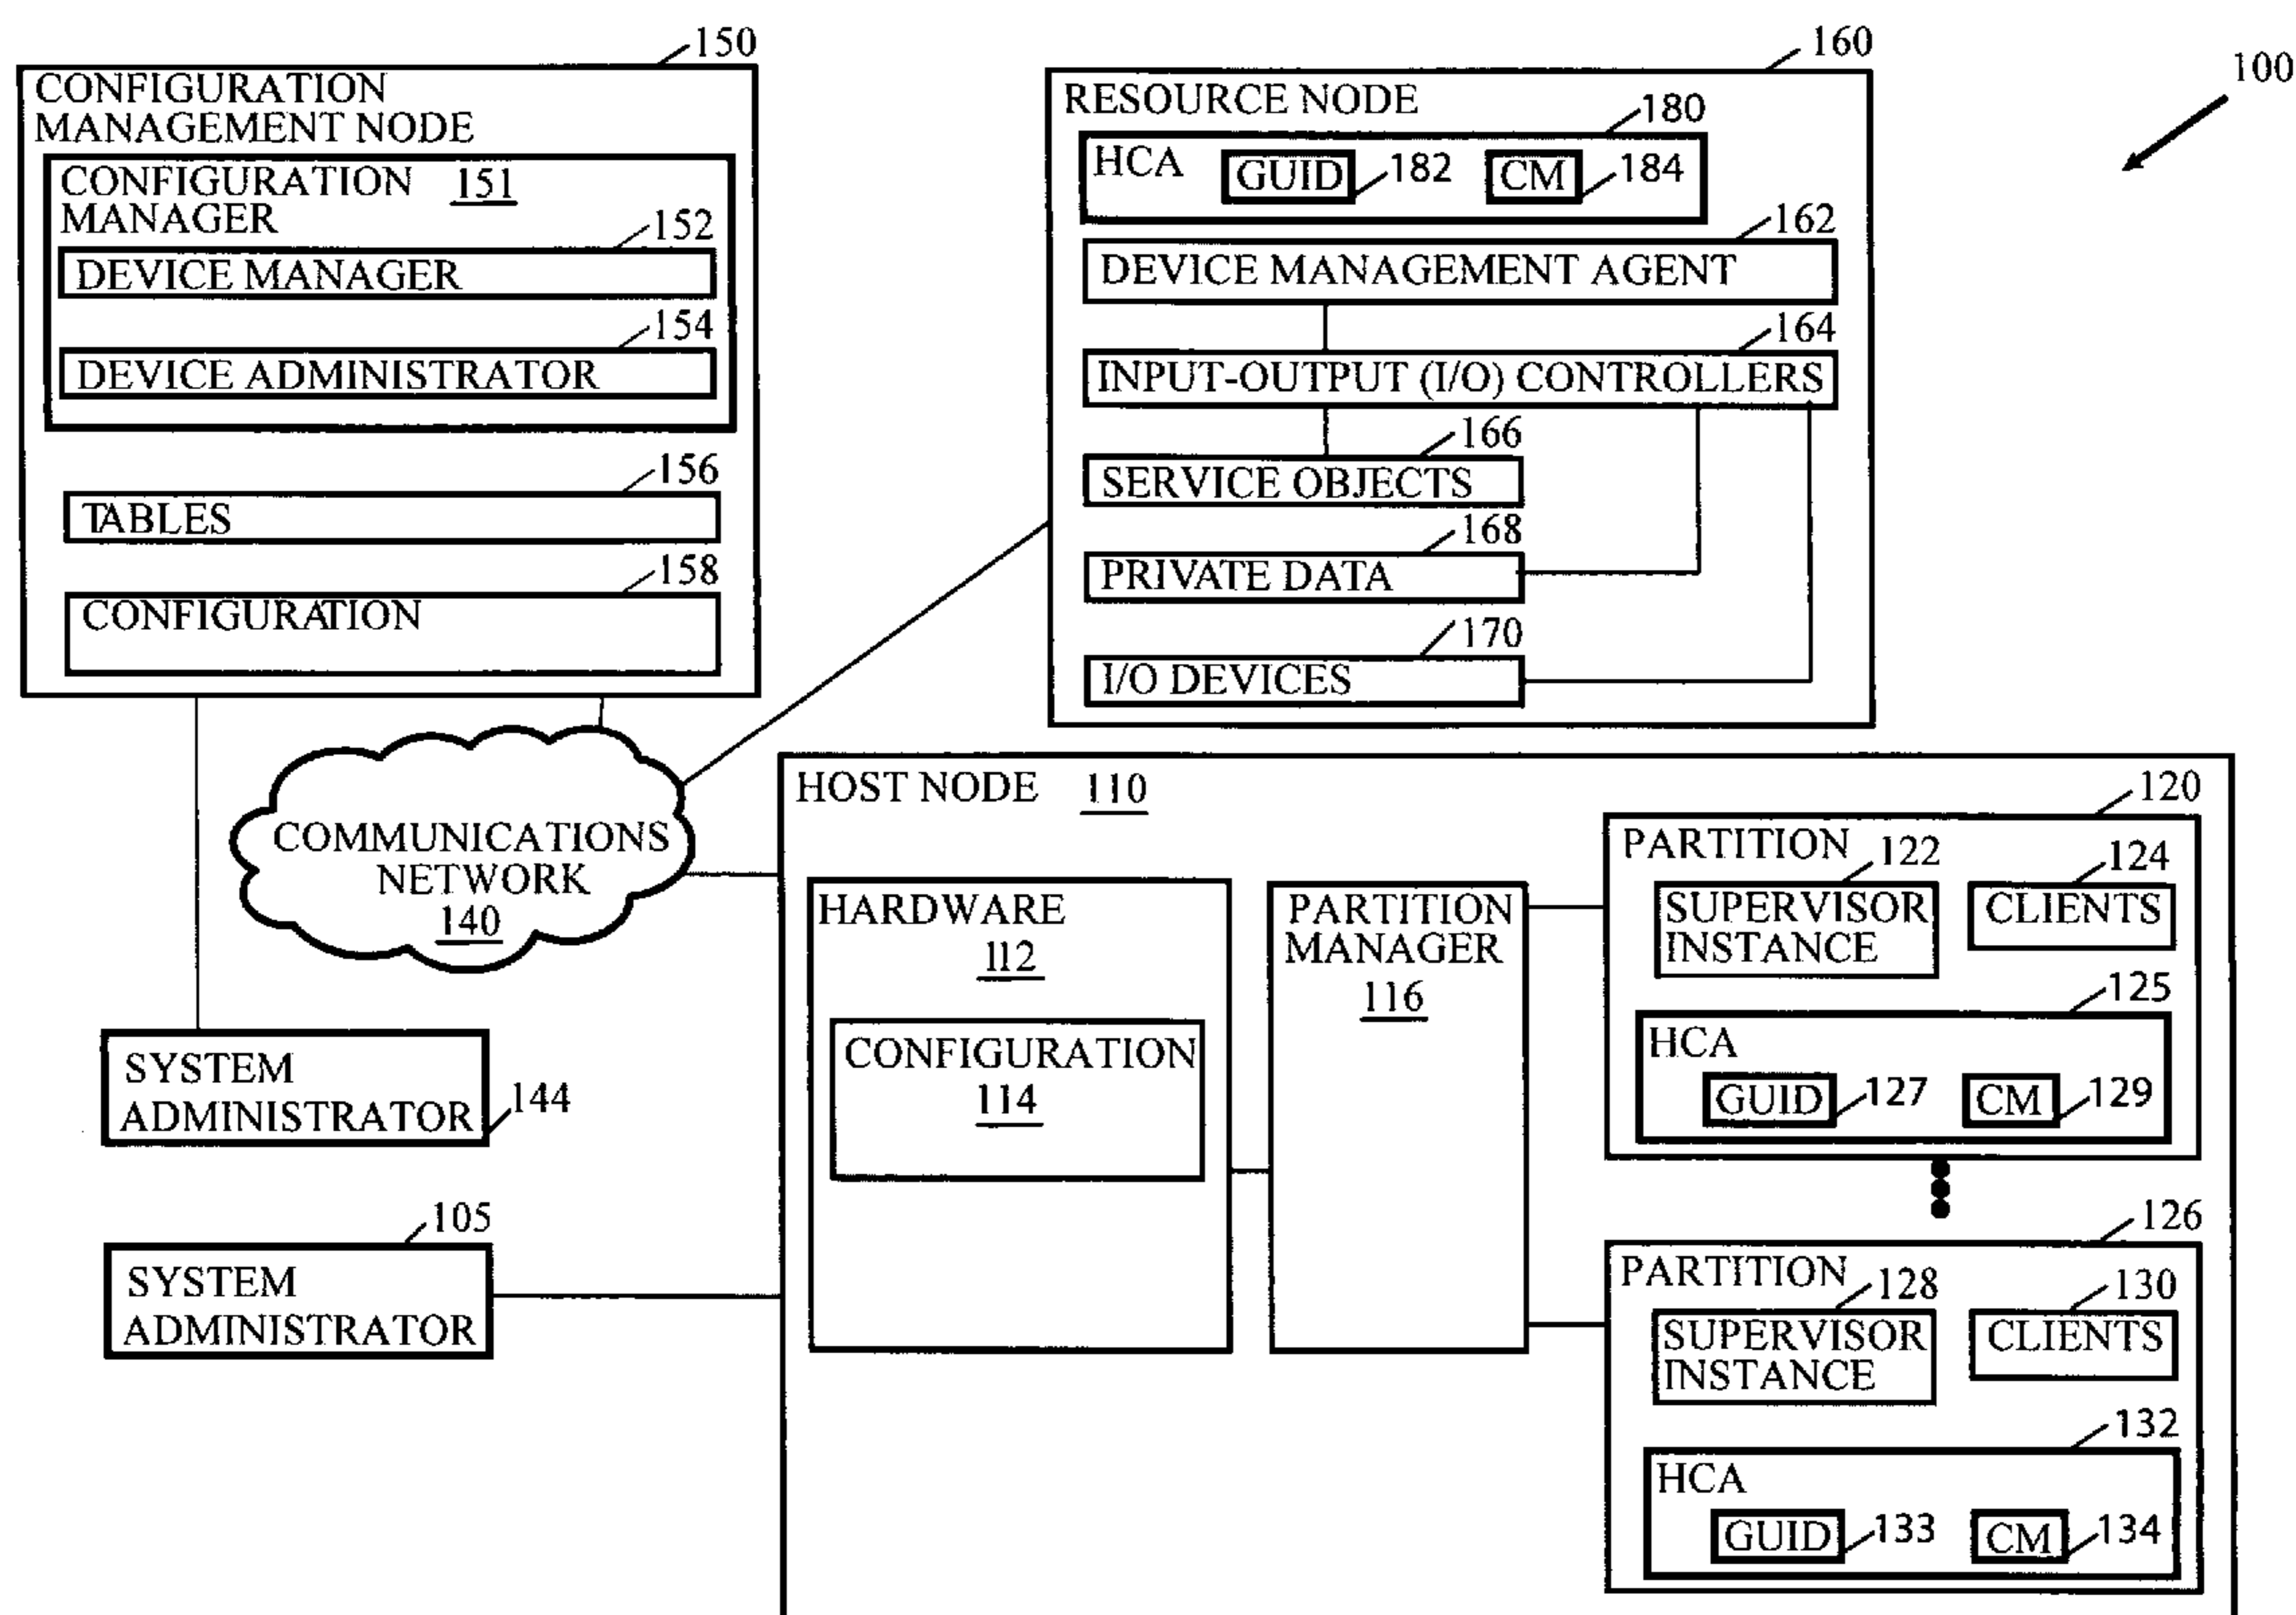 100
150
CONFIGURATION
MANAGEMENT NODE
CONFIGURATION 151
MANAGER
152
DEVICE MANAGER
154
DEVICE ADMINISTRATOR
156
TABLES
158
CONFIGURATION
160
RESOURCE NODE
180
HCA GUID 182 CM 184
162
DEVICE MANAGEMENT AGENT
164
INPUT-OUTPUT (I/O) CONTROLLERS
166
SERVICE OBJECTS
168
PRIVATE DATA
170
I/O DEVICES
COMMUNICATIONS
NETWORK
140
SYSTEM
ADMINISTRATOR 144
105
SYSTEM
ADMINISTRATOR
HOST NODE 110
HARDWARE
112
CONFIGURATION
114
PARTITION
MANAGER
116
120
PARTITION
122
SUPERVISOR
INSTANCE
124
CLIENTS
125
HCA
GUID 127 CM 129
126
PARTITION
128
SUPERVISOR
INSTANCE
130
CLIENTS
132
HCA
GUID 133 CM 134